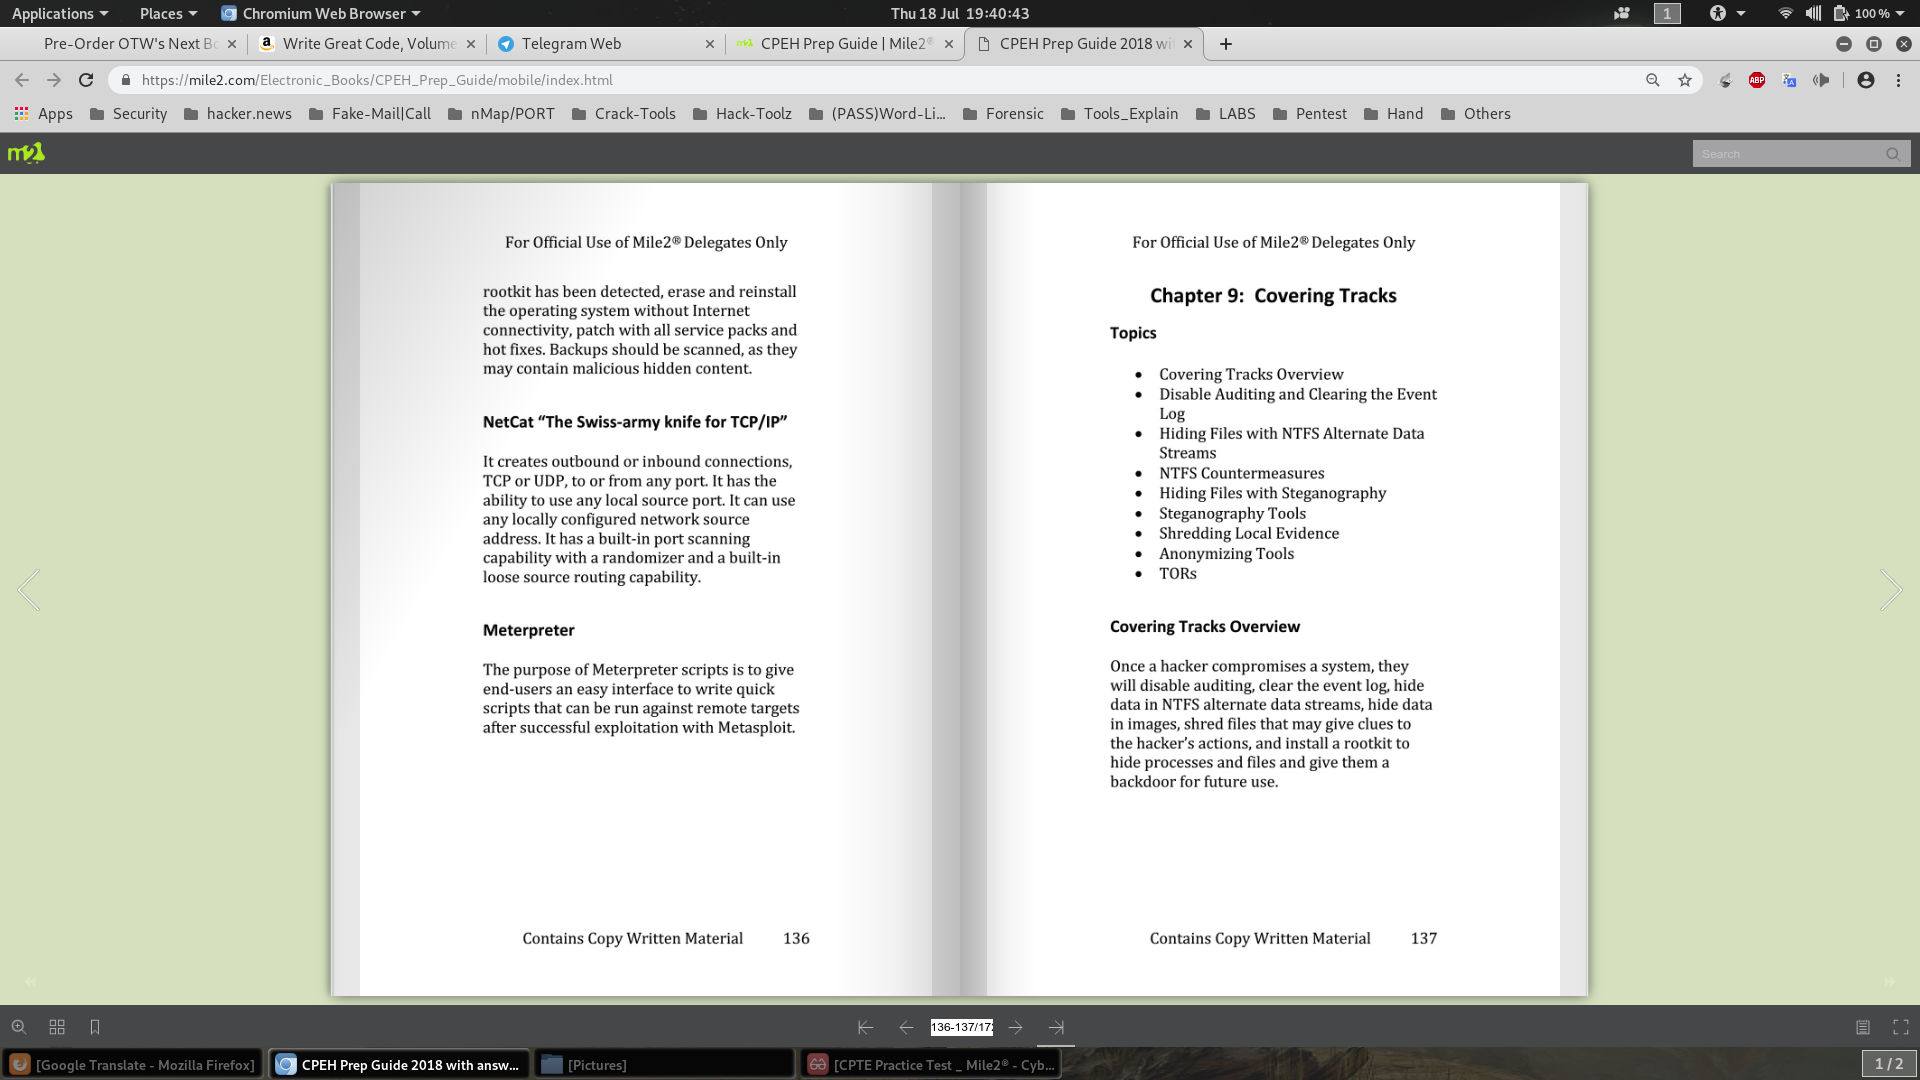 Applications
Places
Chromium Web Browser
Thu 18 Jul 19:40:43
1
100 %
Pre-Order OTW's Next Bo
Write Great Code, Volume
Telegram Web
CPEH Prep Guide | Mile2®
CPEH Prep Guide 2018 wi
https://mile2.com/Electronic_Books/CPEH_Prep_Guide/mobile/index.html
ABP
Apps
Security
hacker.news
Fake-Mail|Call
nMap/PORT
Crack-Tools
Hack-Toolz
(PASS)Word-Li...
Forensic
Tools_Explain
LABS
Pentest
Hand
Others
m2
Search
For Official Use of Mile2® Delegates Only
rootkit has been detected, erase and reinstall
the operating system without Internet
connectivity, patch with all service packs and
hot fixes. Backups should be scanned, as they
may contain malicious hidden content.
NetCat “The Swiss-army knife for TCP/IP”
It creates outbound or inbound connections,
TCP or UDP, to or from any port. It has the
ability to use any local source port. It can use
any locally configured network source
address. It has a built-in port scanning
capability with a randomizer and a built-in
loose source routing capability.
Meterpreter
The purpose of Meterpreter scripts is to give
end-users an easy interface to write quick
scripts that can be run against remote targets
after successful exploitation with Metasploit.
Contains Copy Written Material 136
For Official Use of Mile2® Delegates Only
Chapter 9: Covering Tracks
Topics
• Covering Tracks Overview
• Disable Auditing and Clearing the Event
Log
• Hiding Files with NTFS Alternate Data
Streams
• NTFS Countermeasures
• Hiding Files with Steganography
• Steganography Tools
• Shredding Local Evidence
• Anonymizing Tools
• TORs
Covering Tracks Overview
Once a hacker compromises a system, they
will disable auditing, clear the event log, hide
data in NTFS alternate data streams, hide data
in images, shred files that may give clues to
the hacker’s actions, and install a rootkit to
hide processes and files and give them a
backdoor for future use.
Contains Copy Written Material 137
136-137/17
[Google Translate - Mozilla Firefox]
CPEH Prep Guide 2018 with answ...
[Pictures]
[CPTE Practice Test _ Mile2® - Cyb...
1 / 2